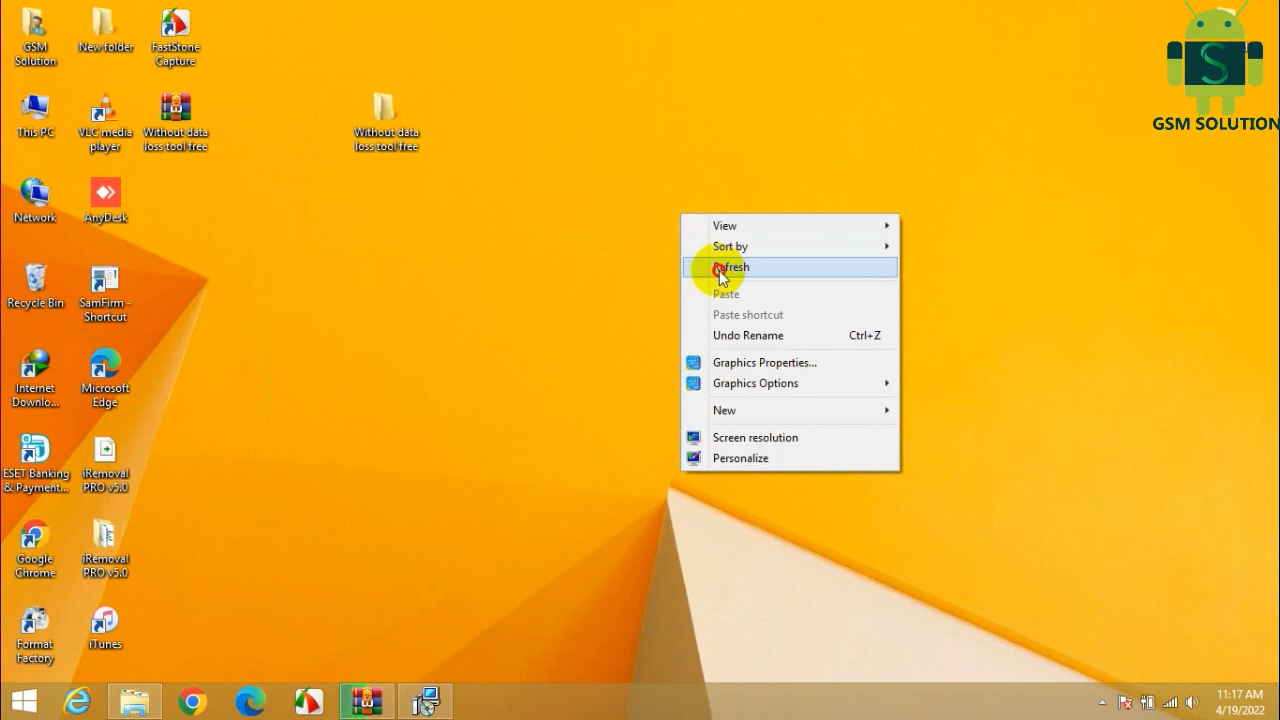 GSM
Solution
New folder
FastStone
Capture
GSM SOLUTION
This PC
VLC media
player
Without data
loss tool free
Without data
loss tool free
Network
AnyDesk
View
Sort by
Refresh
Paste
Paste shortcut
Undo Rename Ctrl+Z
Graphics Properties...
Graphics Options
New
Screen resolution
Personalize
Recycle Bin
SamFirm -
Shortcut
Internet
Downlo...
Microsoft
Edge
ESET Banking
& Payment...
iRemoval
PRO v5.0
Google
Chrome
iRemoval
PRO v5.0
Format
Factory
iTunes
11:17 AM
4/19/2022